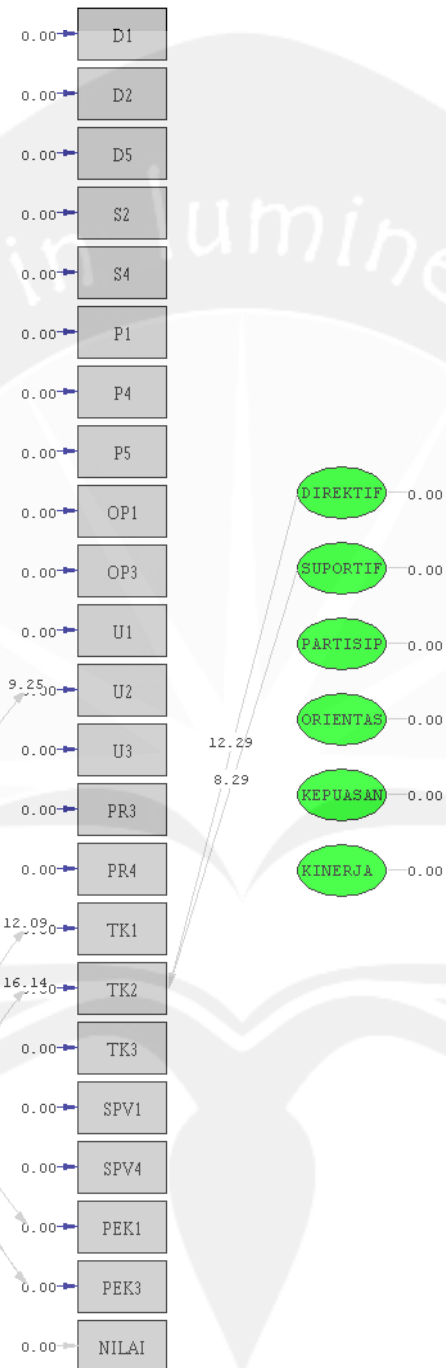 0.00 D1
0.00 D2
0.00 D5
0.00 S2
in lumine
0.00 S4
0.00 P1
0.00 P4
0.00 P5
DIREKTIF 0.00
0.00 OP1
SUPORTIF 0.00
0.00 OP3
0.00 U1
PARTISIP 0.00
9.25 U2
ORIENTAS 0.00
12.29
0.00 U3
8.29
KEPUASAN 0.00
0.00 PR3
0.00 PR4
KINERJA 0.00
12.09 TK1
16.14 TK2
0.00 TK3
0.00 SPV1
0.00 SPV4
0.00 PEK1
0.00 PEK3
0.00 NILAI